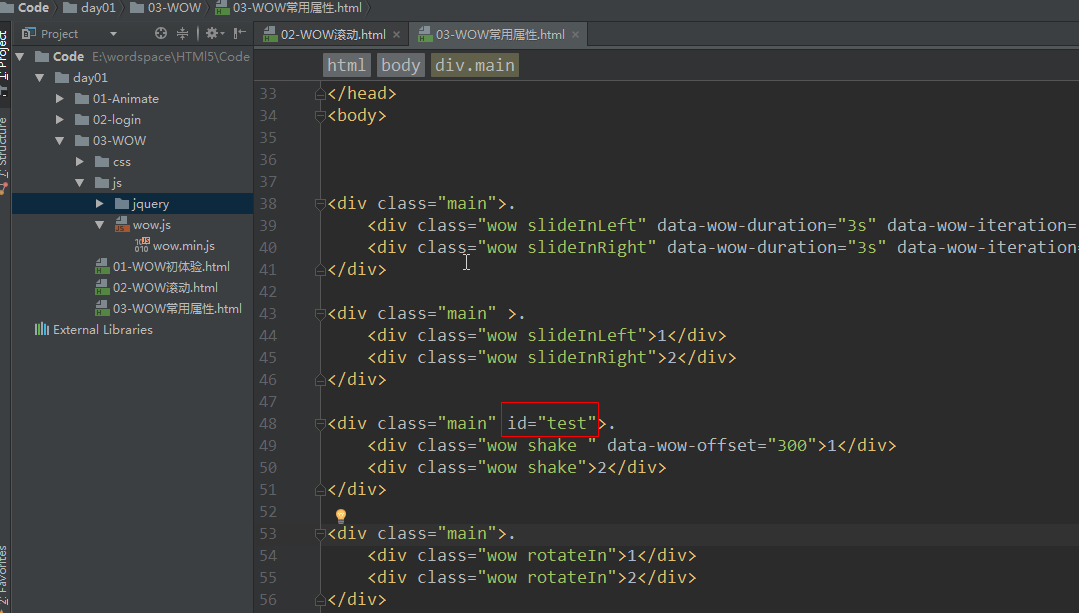 Code day01 03-WOW 03-WOW常用属性.html
Project
02-WOW滚动.html 03-WOW常用属性.html
1: Project
Code E:\wordspace\HTMl5\Code
day01
01-Animate
02-login
03-WOW
css
js
jquery
wow.js
wow.min.js
01-WOW初体验.html
02-WOW滚动.html
03-WOW常用属性.html
External Libraries
7: Structure
2: Favorites
html body div.main
33 </head>
34 <body>
35
36
37
38 <div class="main">.
39 <div class="wow slideInLeft" data-wow-duration="3s" data-wow-iteration=
40 <div class="wow slideInRight" data-wow-duration="3s" data-wow-iteration
41 </div>
42
43 <div class="main" >.
44 <div class="wow slideInLeft">1</div>
45 <div class="wow slideInRight">2</div>
46 </div>
47
48 <div class="main" id="test">.
49 <div class="wow shake " data-wow-offset="300">1</div>
50 <div class="wow shake">2</div>
51 </div>
52
53 <div class="main">.
54 <div class="wow rotateIn">1</div>
55 <div class="wow rotateIn">2</div>
56 </div>